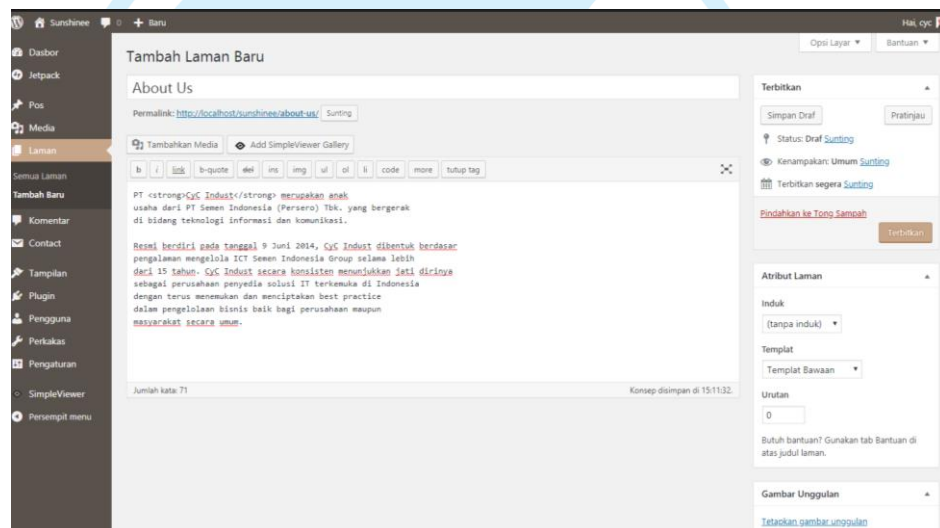 Sunshinee 0 + Baru
Hai, cyc
Dasbor
Jetpack
Pos
Media
Laman
Semua Laman
Tambah Baru
Komentar
Contact
Tampilan
Plugin
Pengguna
Perkakas
Pengaturan
SimpleViewer
Persempit menu
Opsi Layar Bantuan
Tambah Laman Baru
About Us
Permalink: http://localhost/sunshinee/about-us/ Sunting
Tambahkan Media Add SimpleViewer Gallery
b i link b-quote del ins img ul ol li code more tutup tag
PT <strong>CyC Indust</strong> merupakan anak
usaha dari PT Semen Indonesia (Persero) Tbk. yang bergerak
di bidang teknologi informasi dan komunikasi.
Resmi berdiri pada tanggal 9 Juni 2014, CyC Indust dibentuk berdasar
pengalaman mengelola ICT Semen Indonesia Group selama lebih
dari 15 tahun. CyC Indust secara konsisten menunjukkan jati dirinya
sebagai perusahaan penyedia solusi IT terkemuka di Indonesia
dengan terus menemukan dan menciptakan best practice
dalam pengelolaan bisnis baik bagi perusahaan maupun
masyarakat secara umum.
Jumlah kata: 71 Konsep disimpan di 15:11:32.
Terbitkan
Simpan Draf Pratinjau
Status: Draf Sunting
Kenampakan: Umum Sunting
Terbitkan segera Sunting
Pindahkan ke Tong Sampah
Terbitkan
Atribut Laman
Induk
(tanpa induk)
Templat
Templat Bawaan
Urutan
0
Butuh bantuan? Gunakan tab Bantuan di
atas judul laman.
Gambar Unggulan
Tetapkan gambar unggulan